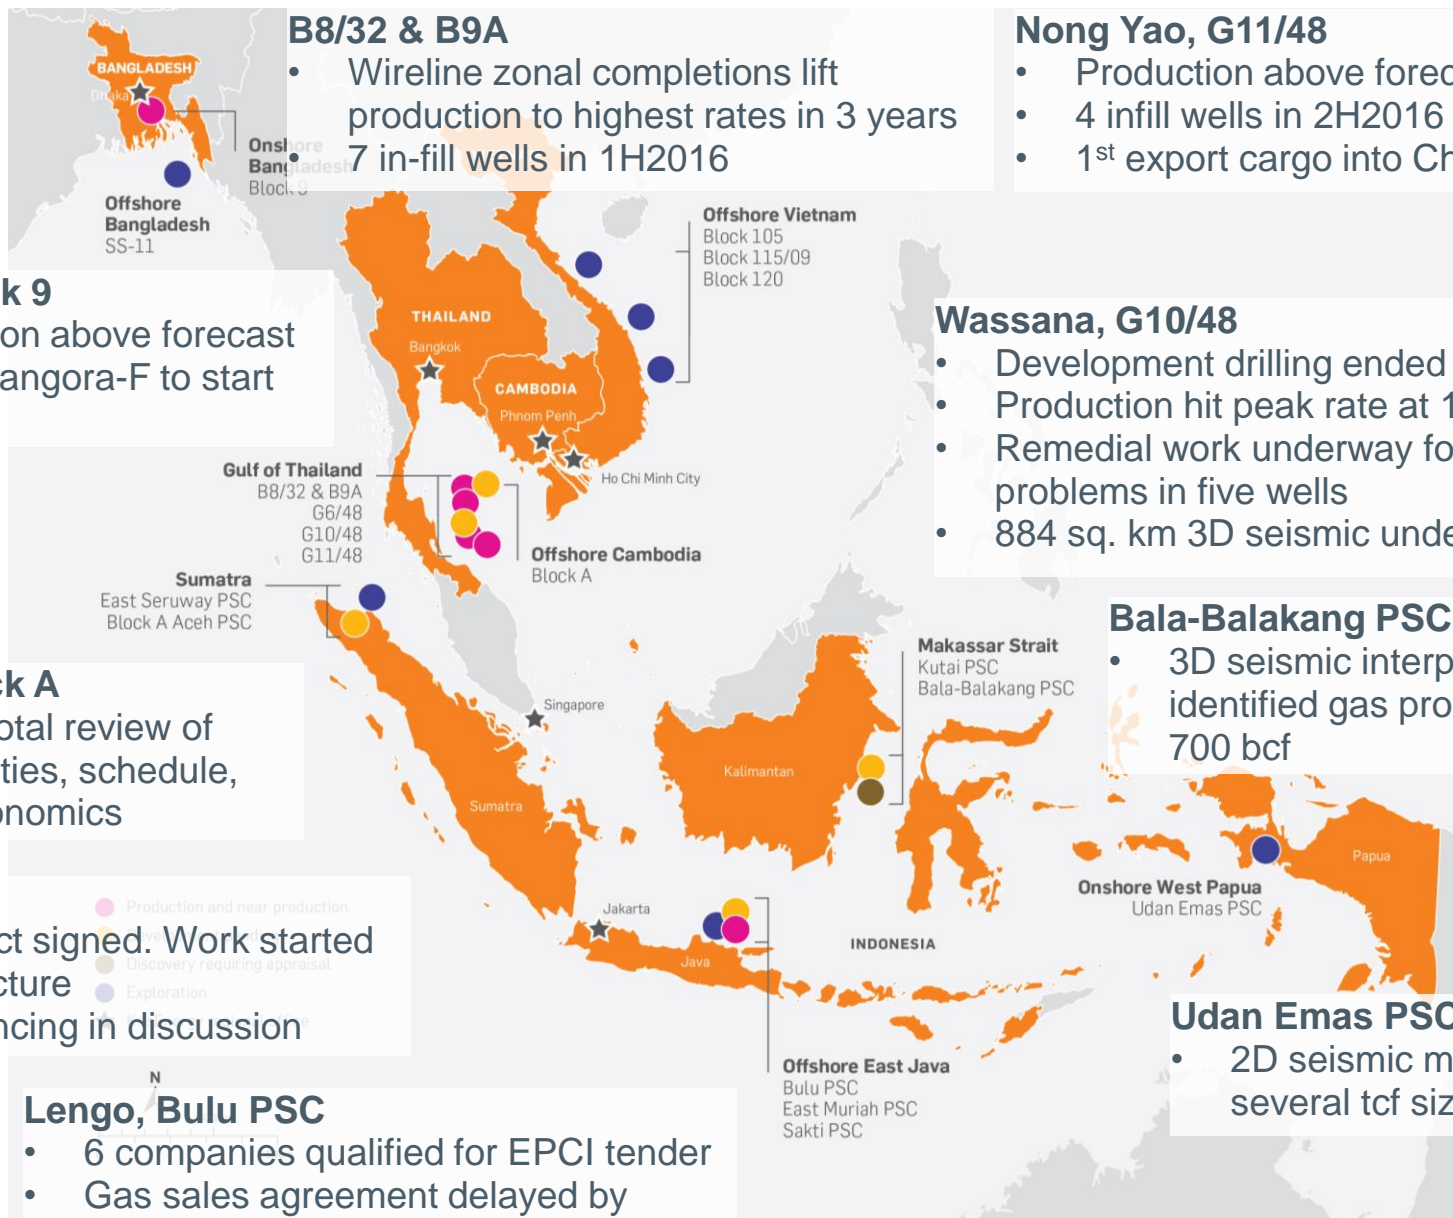 B8/32 & B9A
• Wireline zonal completions lift
production to highest rates in 3 years
• 7 in-fill wells in 1H2016
Nong Yao, G11/48
• Production above forec
• 4 infill wells in 2H2016
• 1st export cargo into Ch
BANGLADESH
Dhaka
Onshore
Bangladesh
Block 9
Offshore
Bangladesh
SS-11
Offshore Vietnam
Block 105
Block 115/09
Block 120
k 9
on above forecast
angora-F to start
THAILAND
Bangkok
CAMBODIA
Phnom Penh
Ho Chi Minh City
Wassana, G10/48
• Development drilling ended
• Production hit peak rate at 1
• Remedial work underway fo
problems in five wells
• 884 sq. km 3D seismic unde
Gulf of Thailand
B8/32 & B9A
G6/48
G10/48
G11/48
Offshore Cambodia
Block A
Sumatra
East Seruway PSC
Block A Aceh PSC
Bala-Balakang PSC
• 3D seismic interp
identified gas pro
700 bcf
Makassar Strait
Kutai PSC
Bala-Balakang PSC
ck A
otal review of
ties, schedule,
onomics
Singapore
Kalimantan
Sumatra
Papua
Onshore West Papua
Udan Emas PSC
Production and near production
Discovery requiring appraisal
Exploration
ct signed. Work started
cture
ncing in discussion
Jakarta
Java
INDONESIA
Udan Emas PSC
• 2D seismic m
several tcf siz
Offshore East Java
Bulu PSC
East Muriah PSC
Sakti PSC
N
Lengo, Bulu PSC
• 6 companies qualified for EPCI tender
• Gas sales agreement delayed by